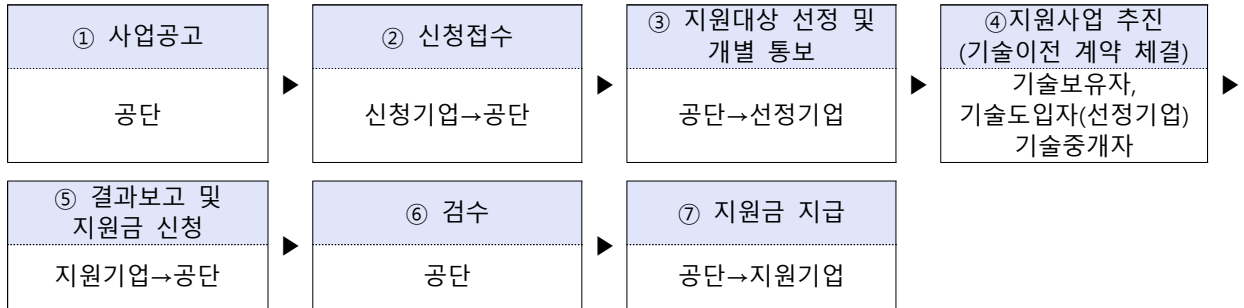 ① 사업공고
공단
▶
② 신청접수
신청기업→공단
▶
③ 지원대상 선정 및
개별 통보
공단→선정기업
▶
④지원사업 추진
(기술이전 계약 체결)
기술보유자,
기술도입자(선정기업)
기술중개자
▶
⑤ 결과보고 및
지원금 신청
지원기업→공단
▶
⑥ 검수
공단
▶
⑦ 지원금 지급
공단→지원기업